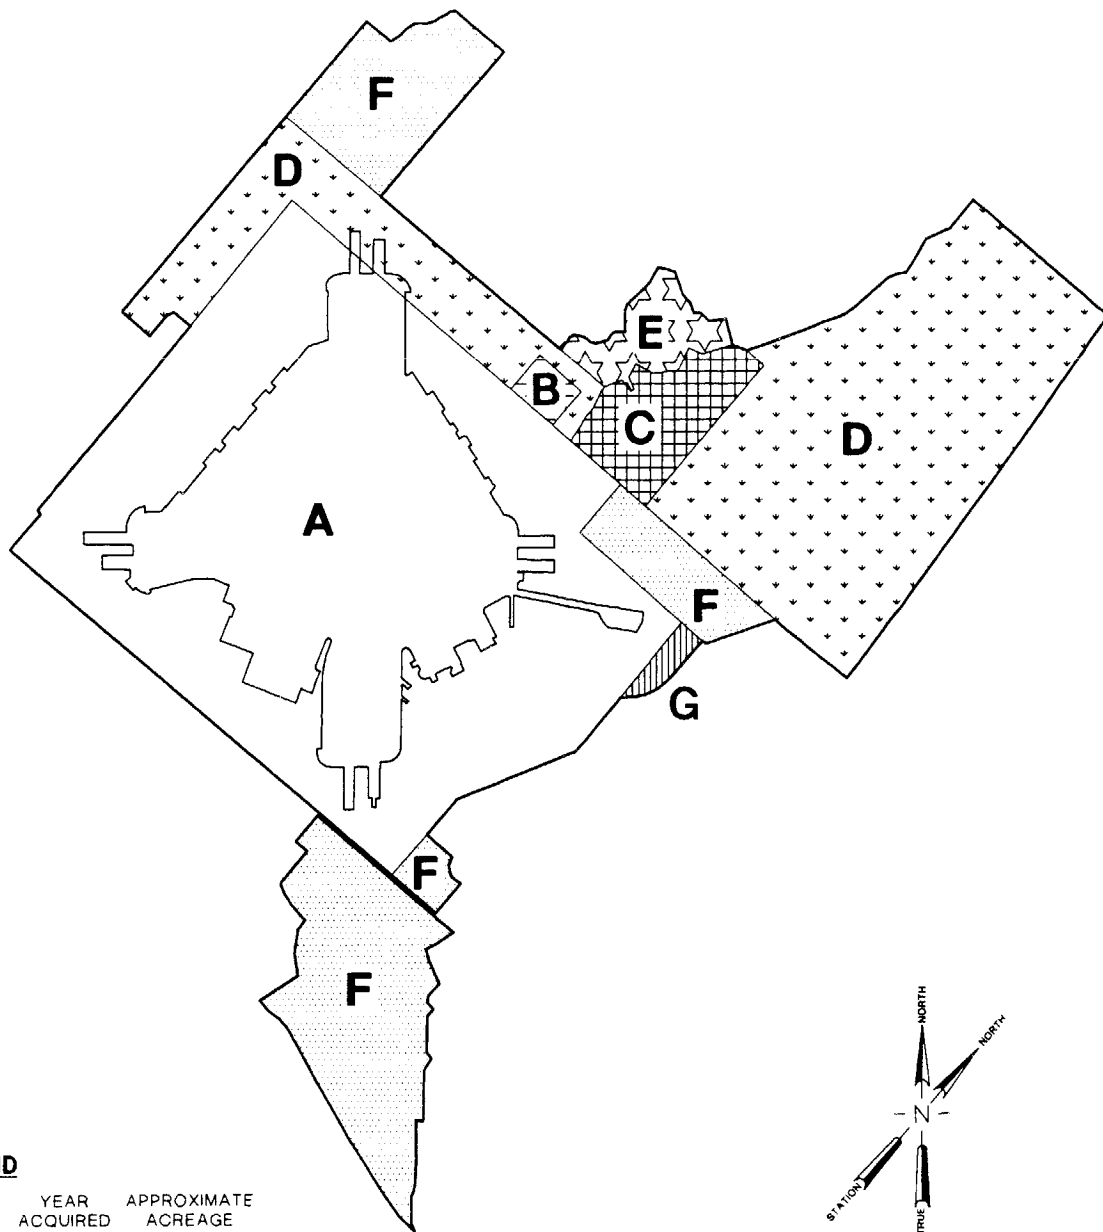 F
D
E
B
C
D
A
F
G
F
F
NORTH
NORTH
N
STATION
TRUE
D
YEAR APPROXIMATE
ACQUIRED ACREAGE